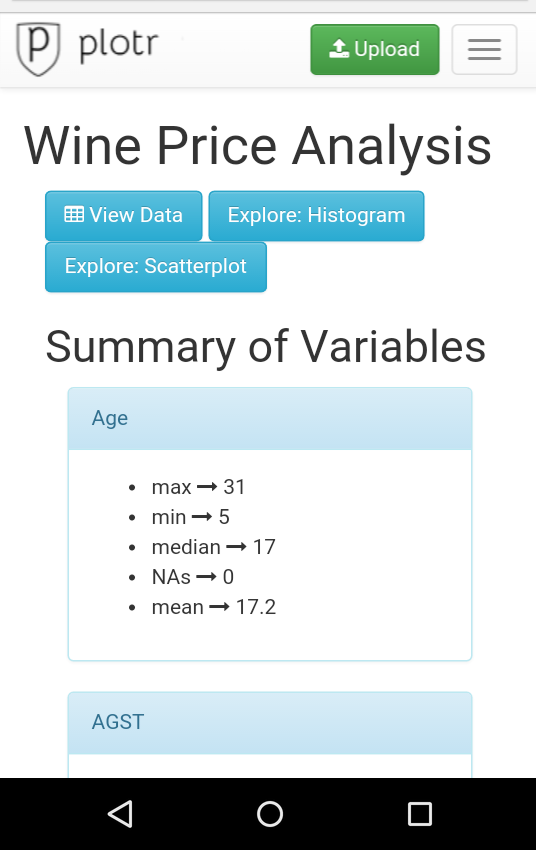 plotr
Upload
Wine Price Analysis
View Data
Explore: Histogram
Explore: Scatterplot
Summary of Variables
Age
max → 31
min → 5
median → 17
NAs → 0
mean → 17.2
AGST